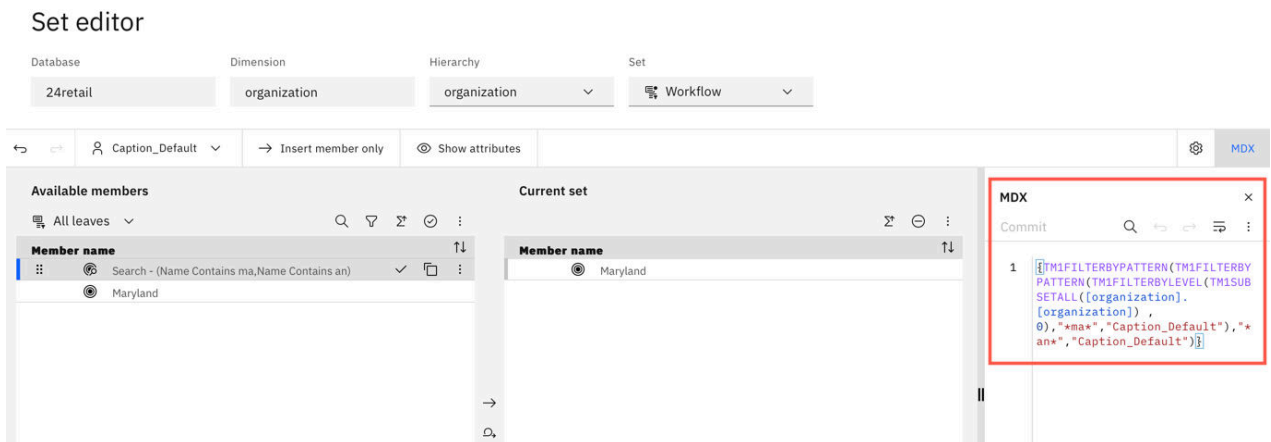 Set editor
Database
Dimension
Hierarchy
Set
24retail
organization
organization
Workflow
Caption_Default
Insert member only
Show attributes
MDX
Available members
All leaves
Member name
Search - (Name Contains ma,Name Contains an)
Maryland
Current set
Member name
Maryland
MDX
Commit
1
{TM1FILTERBYPATTERN(TM1FILTERBY
PATTERN(TM1FILTERBYLEVEL(TM1SUB
SETALL([organization].
[organization]) ,
0),"*ma*","Caption_Default"),"*
an*","Caption_Default")}